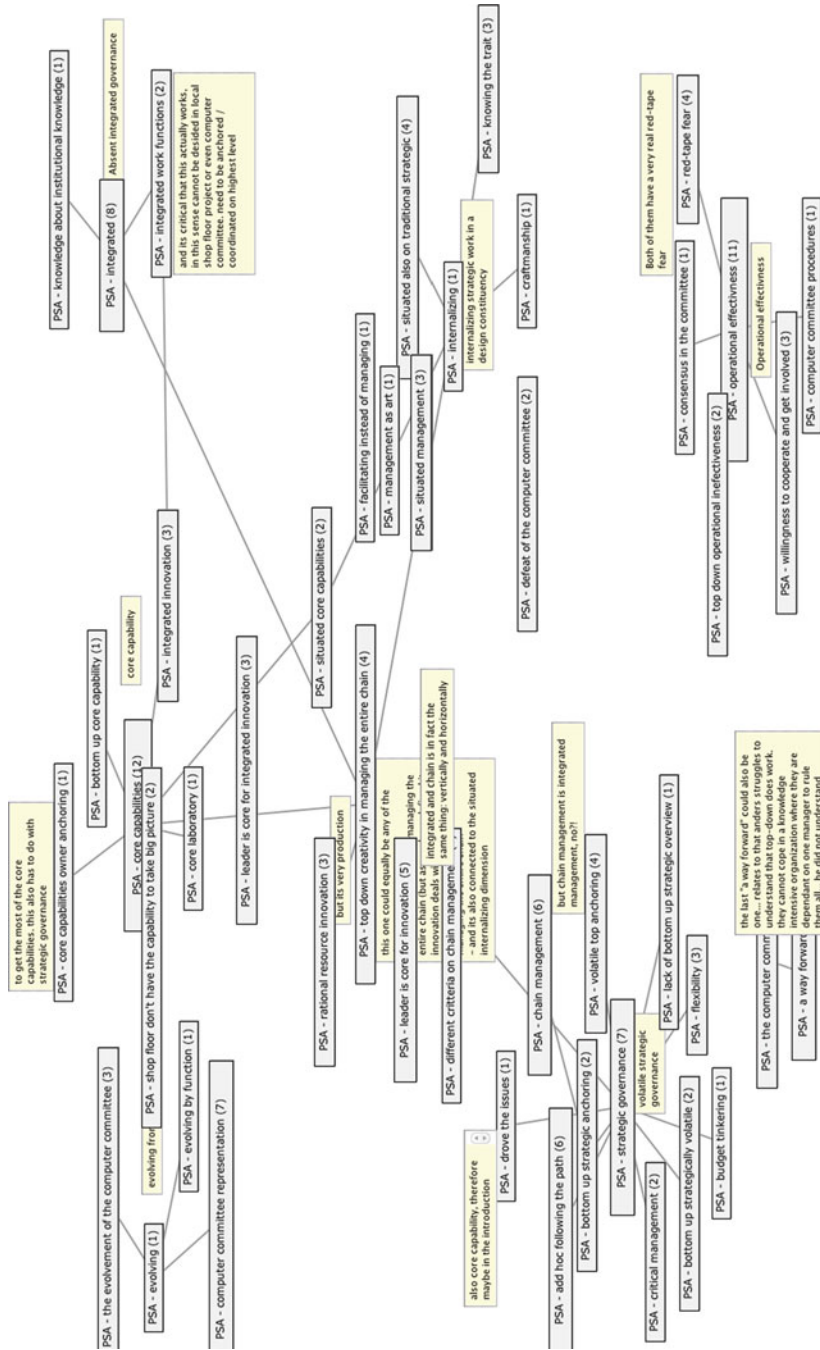 PSA - the evolvement of the computer committee (3)
PSA - evolving (1)
evolving from
PSA - evolving by function (1)
PSA - computer committee representation (7)
to get the most of the core
capabilities, this also has to do with
strategic governance
PSA - core capabilities owner anchoring (1)
PSA - bottom up core capability (1)
core capability
PSA - core capabilities (12)
PSA - shop floor don't have the capability to take big picture (2)
PSA - core laboratory (1)
PSA - integrated innovation (3)
PSA - leader is core for integrated innovation (3)
PSA - situated core capabilities (2)
PSA - knowledge about institutional knowledge (1)
PSA - integrated (8)
Absent integrated governance
PSA - integrated work functions (2)
and its critical that this actually works,
in this sense cannot be desided in local
shop floor project or even computer
committee. need to be anchored /
coordinated on highest level
PSA - rational resource innovation (3)
but its very production
PSA - top down creativity in managing the entire chain (4)
this one could equally be any of the
managing the
entire chain (but as
innovation deals w
integrated and chain is in fact the
same thing: vertically and horizontally
- and its also connected to the situated
internalizing dimension
PSA - leader is core for innovation (5)
PSA - different critteria on chain management
PSA - facilitating instead of managing (1)
PSA - management as art (1)
PSA - situated also on traditional strategic (4)
PSA - situated management (3)
PSA - internalizing (1)
internalizing strategic work in a
design constituency
PSA - knowing the trait (3)
PSA - craftmanship (1)
PSA - defeat of the computer committee (2)
also core capability, therefore
maybe in the introduction
PSA - drove the issues (1)
PSA - chain management (6)
but chain management is integrated
management, no?!
PSA - add hoc following the path (6)
PSA - bottom up strategic anchoring (2)
PSA - volatile top anchoring (4)
PSA - strategic governance (7)
volatile strategic
governance
PSA - lack of bottom up strategic overview (1)
PSA - flexibility (3)
PSA - critical management (2)
PSA - bottom up strategically volatile (2)
PSA - budget tinkering (1)
the last "a way forward" could also be
one... relates to that anders struggles to
understand that top-down does work.
they cannot cope in a knowledge
intensive organization where they are
dependant on one manager to rule
them all.. he did not understand
PSA - the computer comm
PSA - a way forward
Both of them have a very real red-tape
fear
PSA - red-tape fear (4)
PSA - consensus in the committee (1)
PSA - operational effectivness (11)
Operational effectivness
PSA - top down operational inefectiveness (2)
PSA - willingness to cooperate and get involved (3)
PSA - computer committee procedures (1)